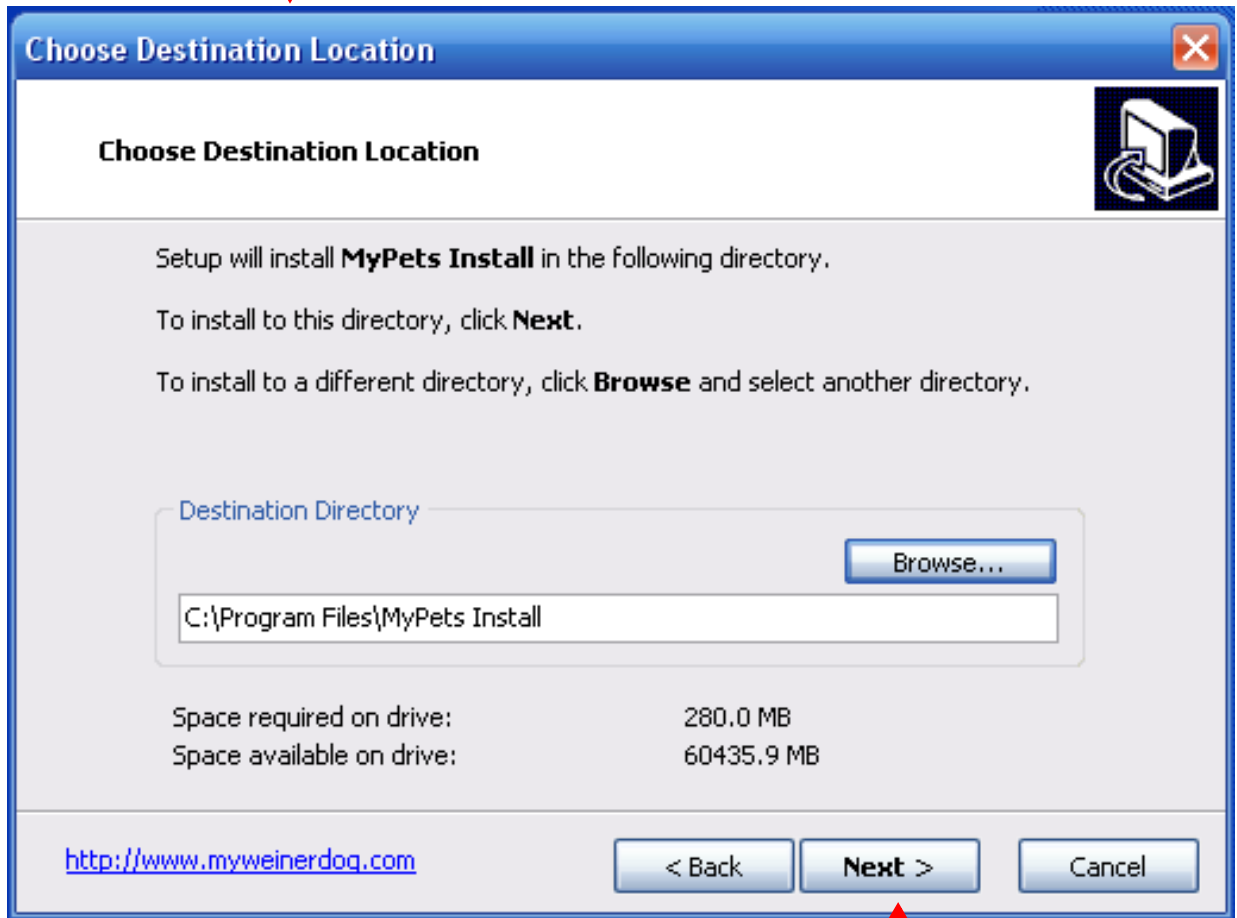 Choose Destination Location
Choose Destination Location
Setup will install MyPets Install in the following directory.
To install to this directory, click Next.
To install to a different directory, click Browse and select another directory.
Destination Directory
Browse...
C:\Program Files\MyPets Install
Space required on drive: 280.0 MB
Space available on drive: 60435.9 MB
http://www.myweinerdog.com
< Back Next > Cancel